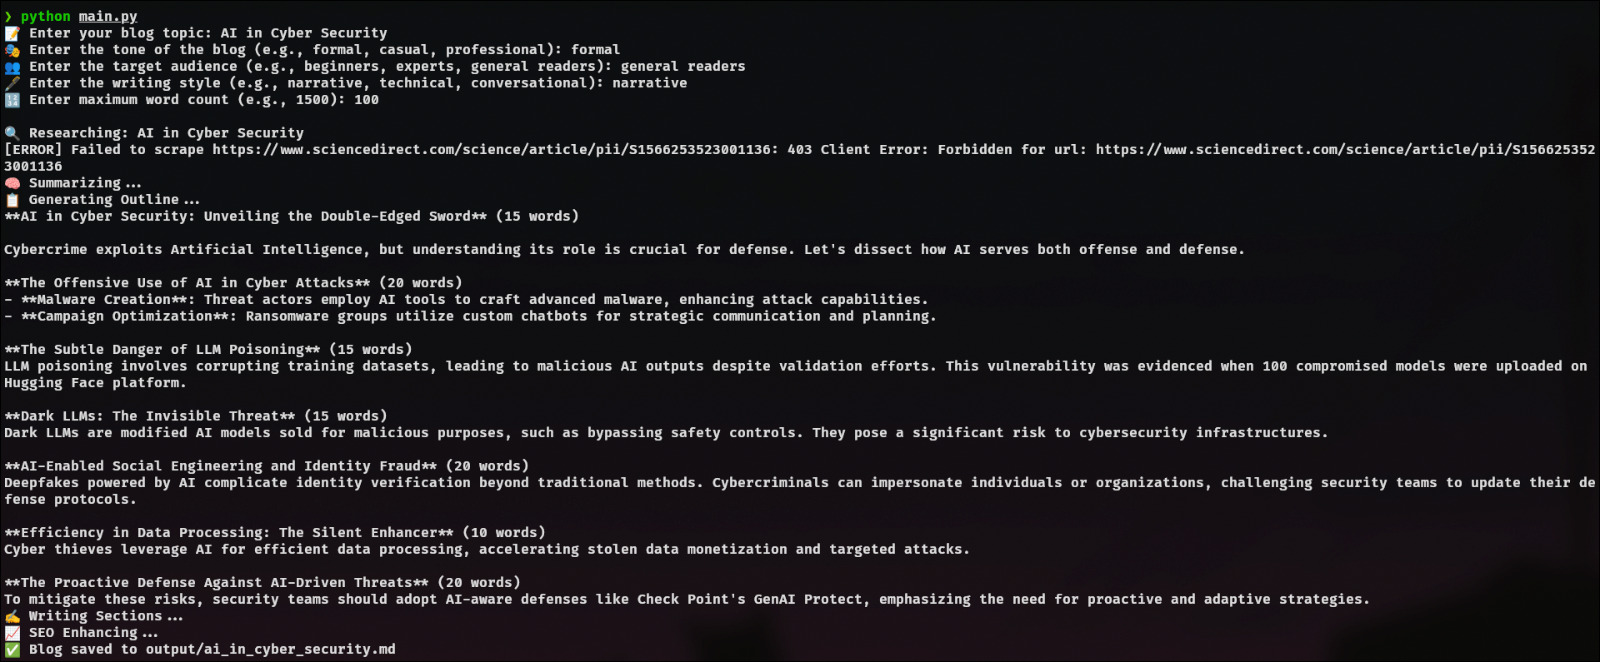 ❯ python main.py
📝 Enter your blog topic: AI in Cyber Security
🎭 Enter the tone of the blog (e.g., formal, casual, professional): formal
👥 Enter the target audience (e.g., beginners, experts, general readers): general readers
🖋️ Enter the writing style (e.g., narrative, technical, conversational): narrative
🔢 Enter maximum word count (e.g., 1500): 100
🔍 Researching: AI in Cyber Security
[ERROR] Failed to scrape https://www.sciencedirect.com/science/article/pii/S1566253523001136: 403 Client Error: Forbidden for url: https://www.sciencedirect.com/science/article/pii/S156625352
3001136
🧠 Summarizing...
📋 Generating Outline...
**AI in Cyber Security: Unveiling the Double-Edged Sword** (15 words)
Cybercrime exploits Artificial Intelligence, but understanding its role is crucial for defense. Let's dissect how AI serves both offense and defense.
**The Offensive Use of AI in Cyber Attacks** (20 words)
- **Malware Creation**: Threat actors employ AI tools to craft advanced malware, enhancing attack capabilities.
- **Campaign Optimization**: Ransomware groups utilize custom chatbots for strategic communication and planning.
**The Subtle Danger of LLM Poisoning** (15 words)
LLM poisoning involves corrupting training datasets, leading to malicious AI outputs despite validation efforts. This vulnerability was evidenced when 100 compromised models were uploaded on
Hugging Face platform.
**Dark LLMs: The Invisible Threat** (15 words)
Dark LLMs are modified AI models sold for malicious purposes, such as bypassing safety controls. They pose a significant risk to cybersecurity infrastructures.
**AI-Enabled Social Engineering and Identity Fraud** (20 words)
Deepfakes powered by AI complicate identity verification beyond traditional methods. Cybercriminals can impersonate individuals or organizations, challenging security teams to update their de
fense protocols.
**Efficiency in Data Processing: The Silent Enhancer** (10 words)
Cyber thieves leverage AI for efficient data processing, accelerating stolen data monetization and targeted attacks.
**The Proactive Defense Against AI-Driven Threats** (20 words)
To mitigate these risks, security teams should adopt AI-aware defenses like Check Point's GenAI Protect, emphasizing the need for proactive and adaptive strategies.
✍️ Writing Sections...
📈 SEO Enhancing...
✅ Blog saved to output/ai_in_cyber_security.md